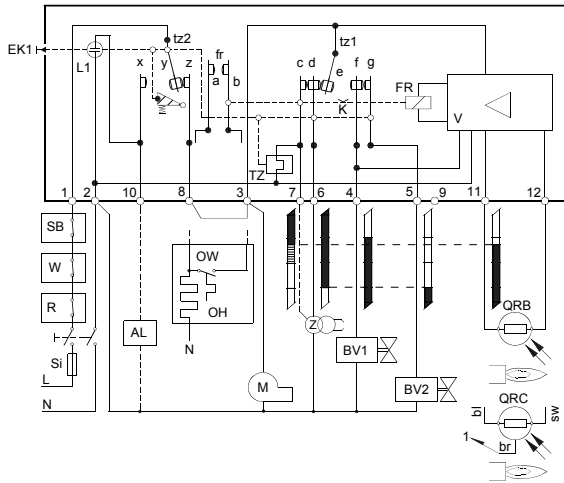 EK1
L1
tz2
x
y
z
fr
a
b
tz1
c
d
e
f
g
K
FR
V
TZ
1
2
10
8
3
7
6
4
5
9
11
12
SB
W
R
Si
L
N
AL
OW
OH
N
M
Z
BV1
BV2
QRB
QRC
bl
sw
1
br